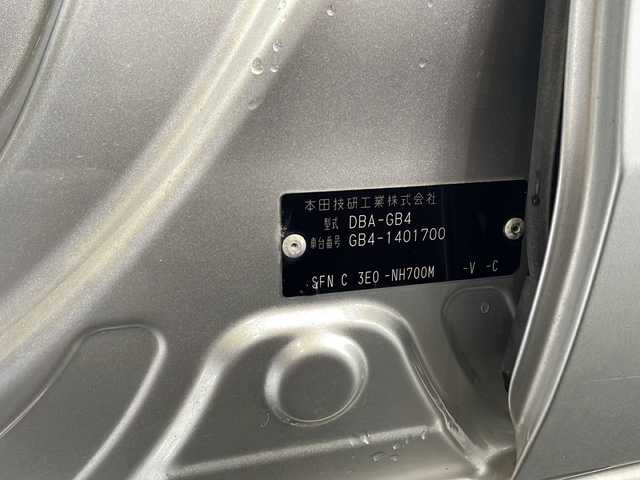 本田技研工業株式会社
型式 DBA-GB4
車台番号 GB4-1401700
SFN C 3E0 -NH700M -V -C